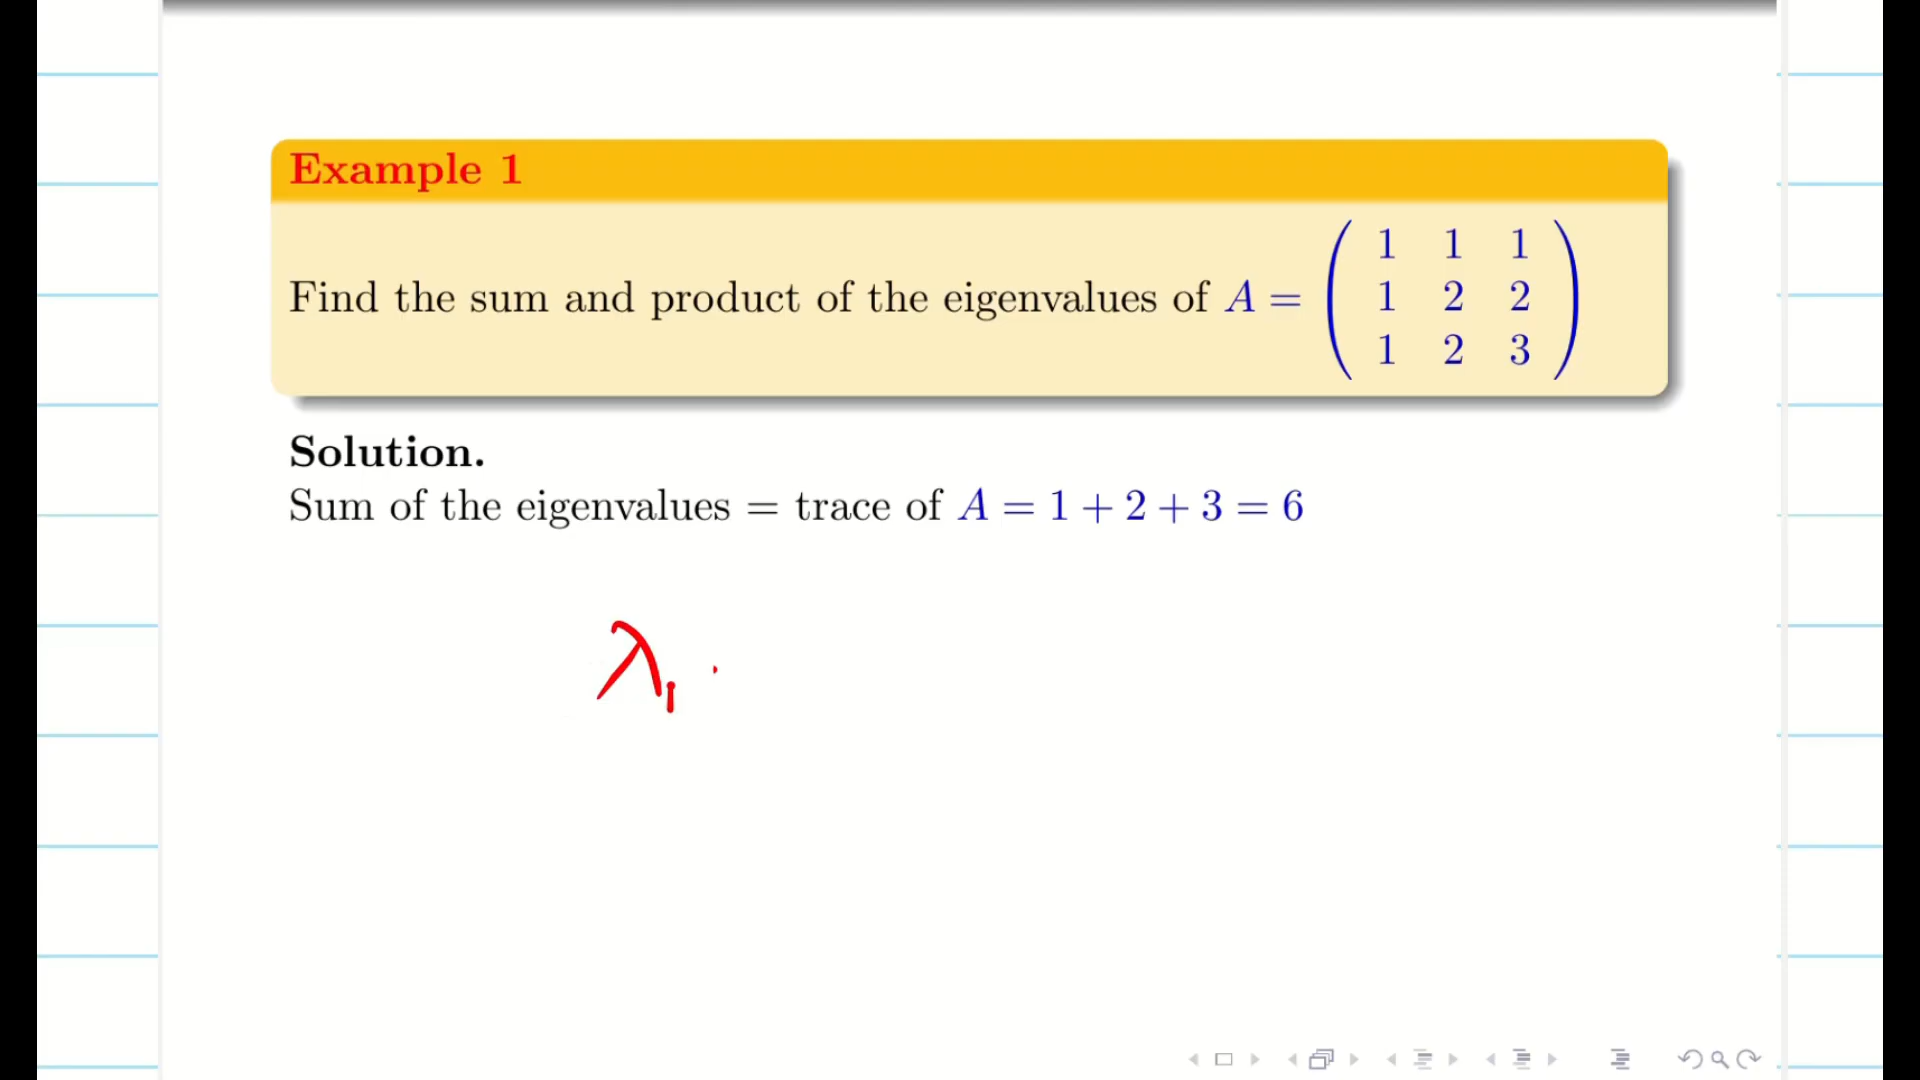 Example 1
Find the sum and product of the eigenvalues of A = ( 1 1 1
1 2 2
1 2 3 )
Solution.
Sum of the eigenvalues = trace of A = 1 + 2 + 3 = 6
λ₁ ·